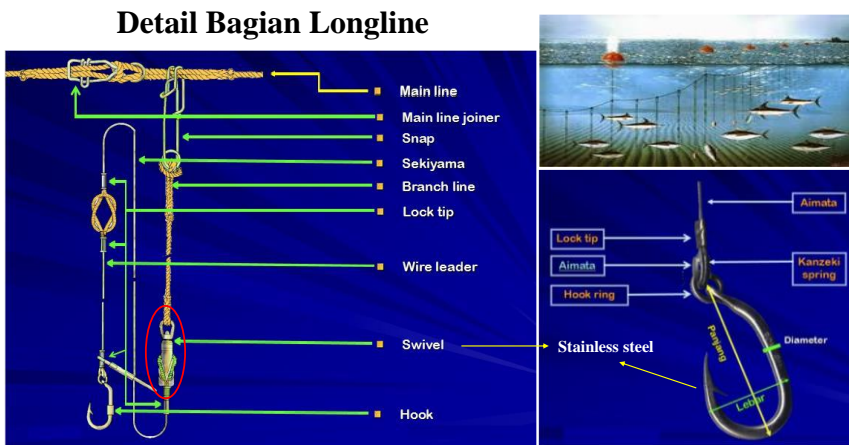 Detail Bagian Longline
Main line
Main line joiner
Snap
Sekiyama
Branch line
Lock tip
Wire leader
Swivel
Hook
Aimata
Lock tip
Aimata
Kanzeki
spring
Hook ring
Panjang
Diameter
Lebar
Stainless steel